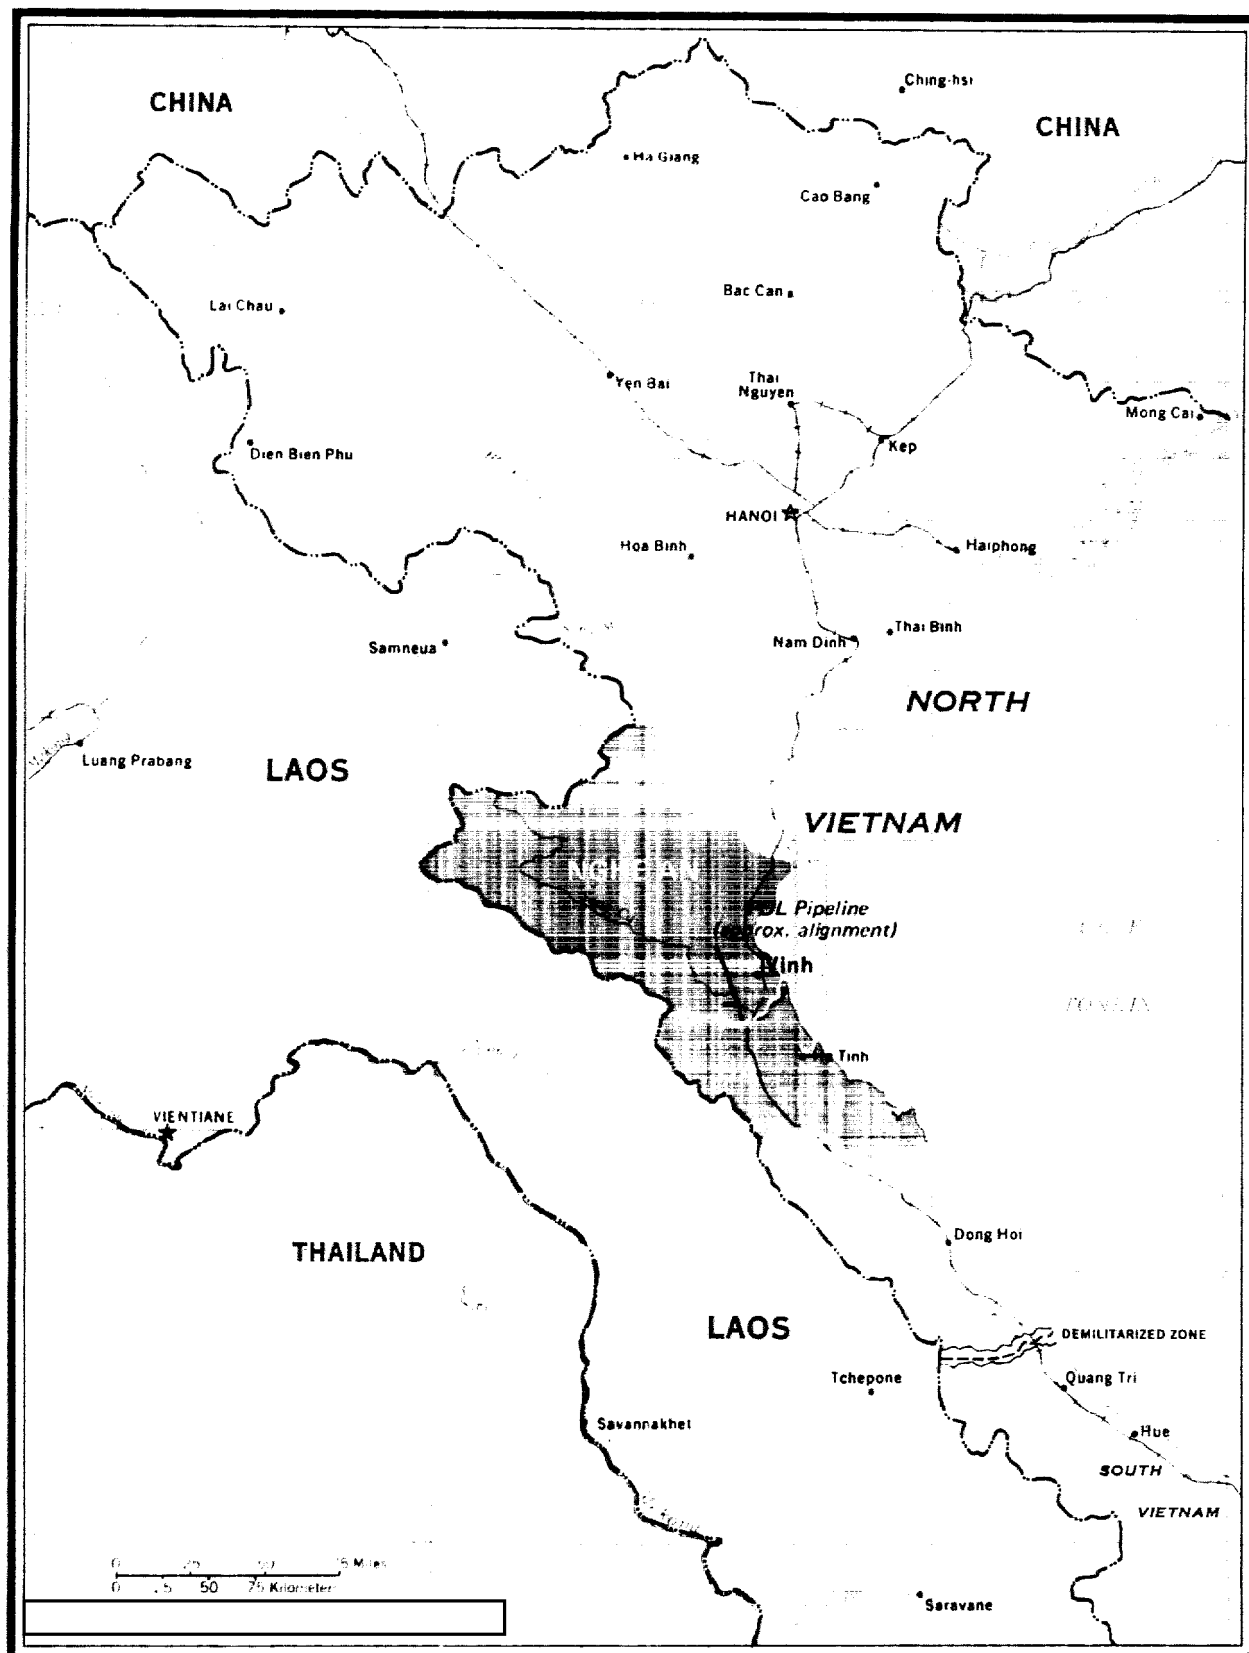 Ching-hsi
CHINA
CHINA
Ha Giang
Cao Bang
Bac Can
Lai Chau
Yen Bai
Thai
Nguyen
Mong Cai
Kep
Dien Bien Phu
HANOI
Hoa Binh
Haiphong
Thai Binh
Nam Dinh
Samneua
NORTH
Luang Prabang
LAOS
VIETNAM
Pipeline
alignment)
Vinh
Tinh
VIENTIANE
Dong Hoi
THAILAND
LAOS
DEMILITARIZED ZONE
Tchepone
Quang Tri
Savannakhet
Hue
SOUTH
VIETNAM
Miles
0 50 75 Kilometer
Saravane